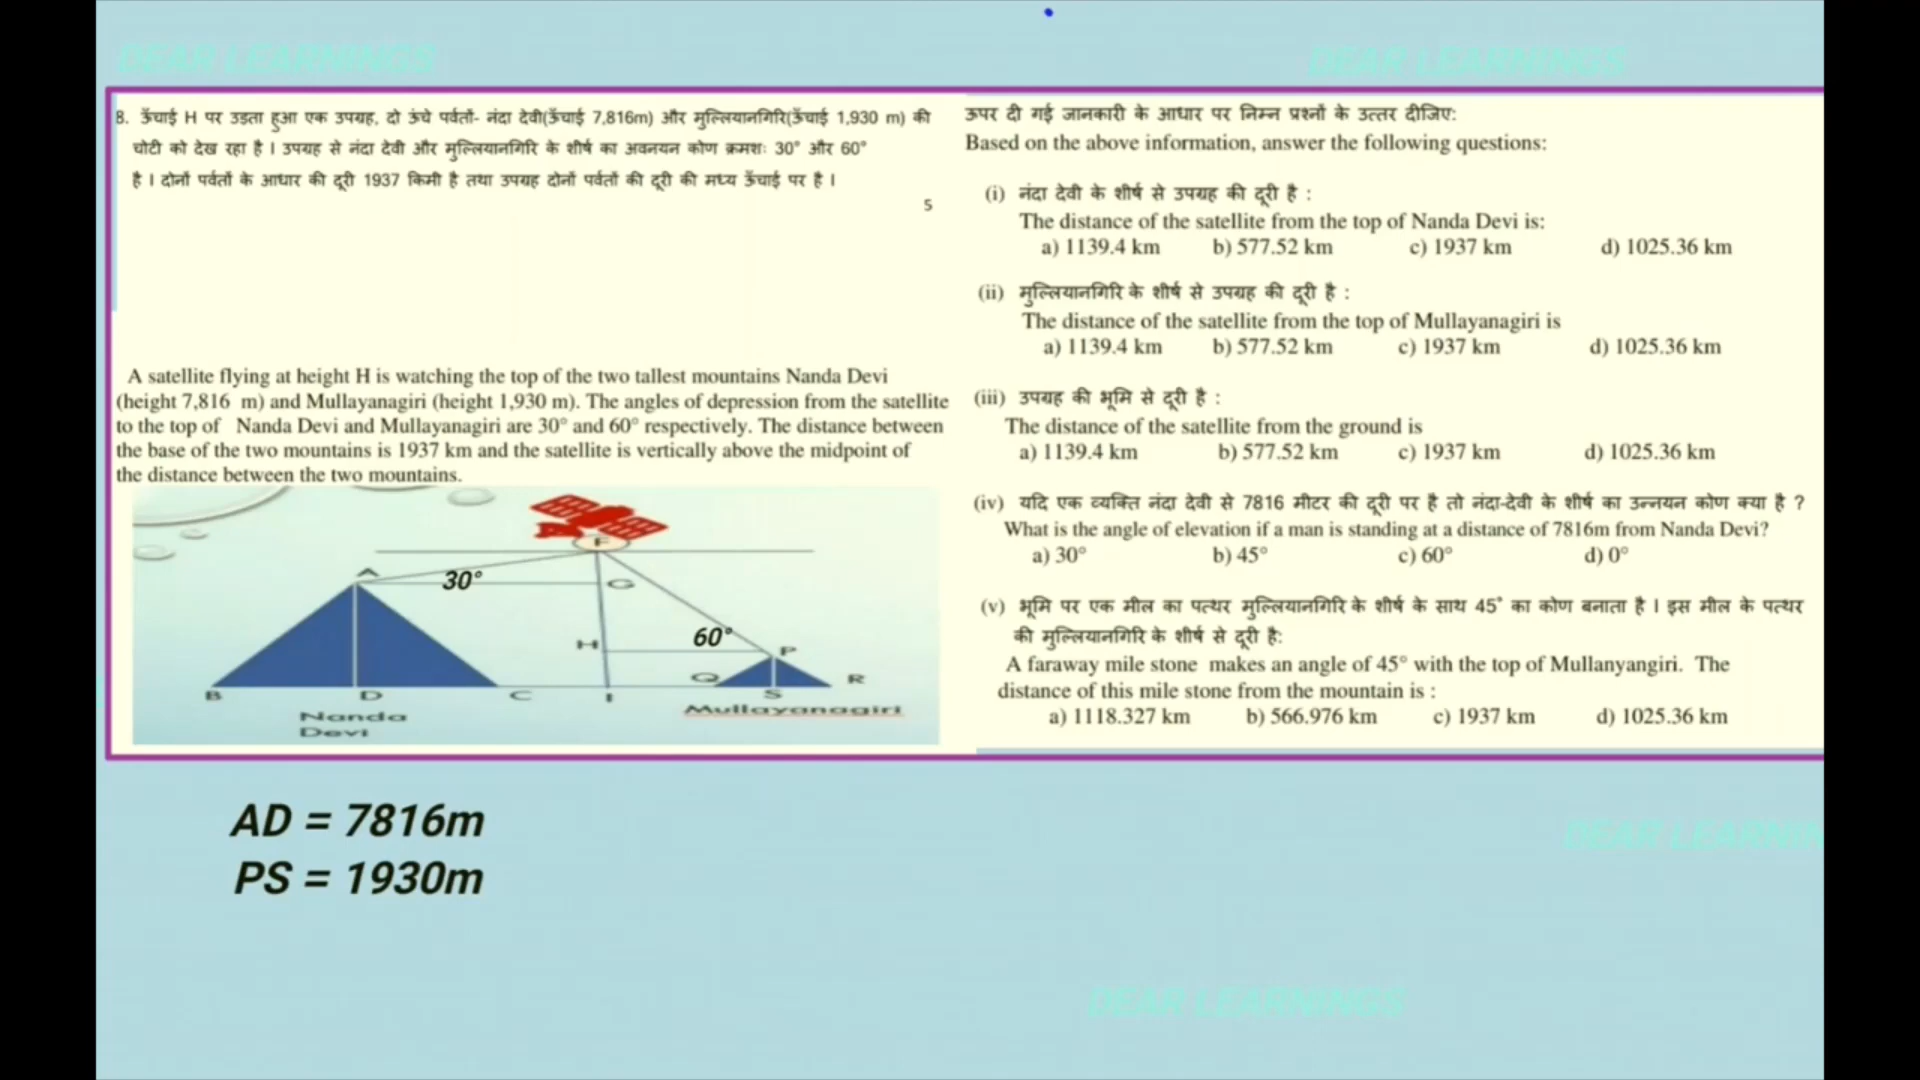 DEAR LEARNINGS
DEAR LEARNINGS
8. ऊँचाई H पर उड़ता हुआ एक उपग्रह, दो ऊंचे पर्वतों- नंदा देवी(ऊँचाई 7,816m) और मुल्लियानगिरि(ऊँचाई 1,930 m) की
चोटी को देख रहा है । उपग्रह से नंदा देवी और मुल्लियानगिरि के शीर्ष का अवनयन कोण क्रमशः 30° और 60°
है । दोनों पर्वतों के आधार की दूरी 1937 किमी है तथा उपग्रह दोनों पर्वतों की दूरी की मध्य ऊँचाई पर है ।
5
A satellite flying at height H is watching the top of the two tallest mountains Nanda Devi
(height 7,816 m) and Mullayanagiri (height 1,930 m). The angles of depression from the satellite
to the top of Nanda Devi and Mullayanagiri are 30° and 60° respectively. The distance between
the base of the two mountains is 1937 km and the satellite is vertically above the midpoint of
the distance between the two mountains.
F
A
30°
G
H
60°
P
B
D
C
I
Q
S
R
Nanda
Devi
Mullayanagiri
ऊपर दी गई जानकारी के आधार पर निम्न प्रश्नों के उत्तर दीजिए:
Based on the above information, answer the following questions:
(i) नंदा देवी के शीर्ष से उपग्रह की दूरी है :
The distance of the satellite from the top of Nanda Devi is:
a) 1139.4 km b) 577.52 km c) 1937 km d) 1025.36 km
(ii) मुल्लियानगिरि के शीर्ष से उपग्रह की दूरी है :
The distance of the satellite from the top of Mullayanagiri is
a) 1139.4 km b) 577.52 km c) 1937 km d) 1025.36 km
(iii) उपग्रह की भूमि से दूरी है :
The distance of the satellite from the ground is
a) 1139.4 km b) 577.52 km c) 1937 km d) 1025.36 km
(iv) यदि एक व्यक्ति नंदा देवी से 7816 मीटर की दूरी पर है तो नंदा-देवी के शीर्ष का उन्नयन कोण क्या है ?
What is the angle of elevation if a man is standing at a distance of 7816m from Nanda Devi?
a) 30° b) 45° c) 60° d) 0°
(v) भूमि पर एक मील का पत्थर मुल्लियानगिरि के शीर्ष के साथ 45° का कोण बनाता है । इस मील के पत्थर
की मुल्लियानगिरि के शीर्ष से दूरी है:
A faraway mile stone makes an angle of 45° with the top of Mullanyangiri. The
distance of this mile stone from the mountain is :
a) 1118.327 km b) 566.976 km c) 1937 km d) 1025.36 km
AD = 7816m
PS = 1930m
DEAR LEARNIN
DEAR LEARNINGS